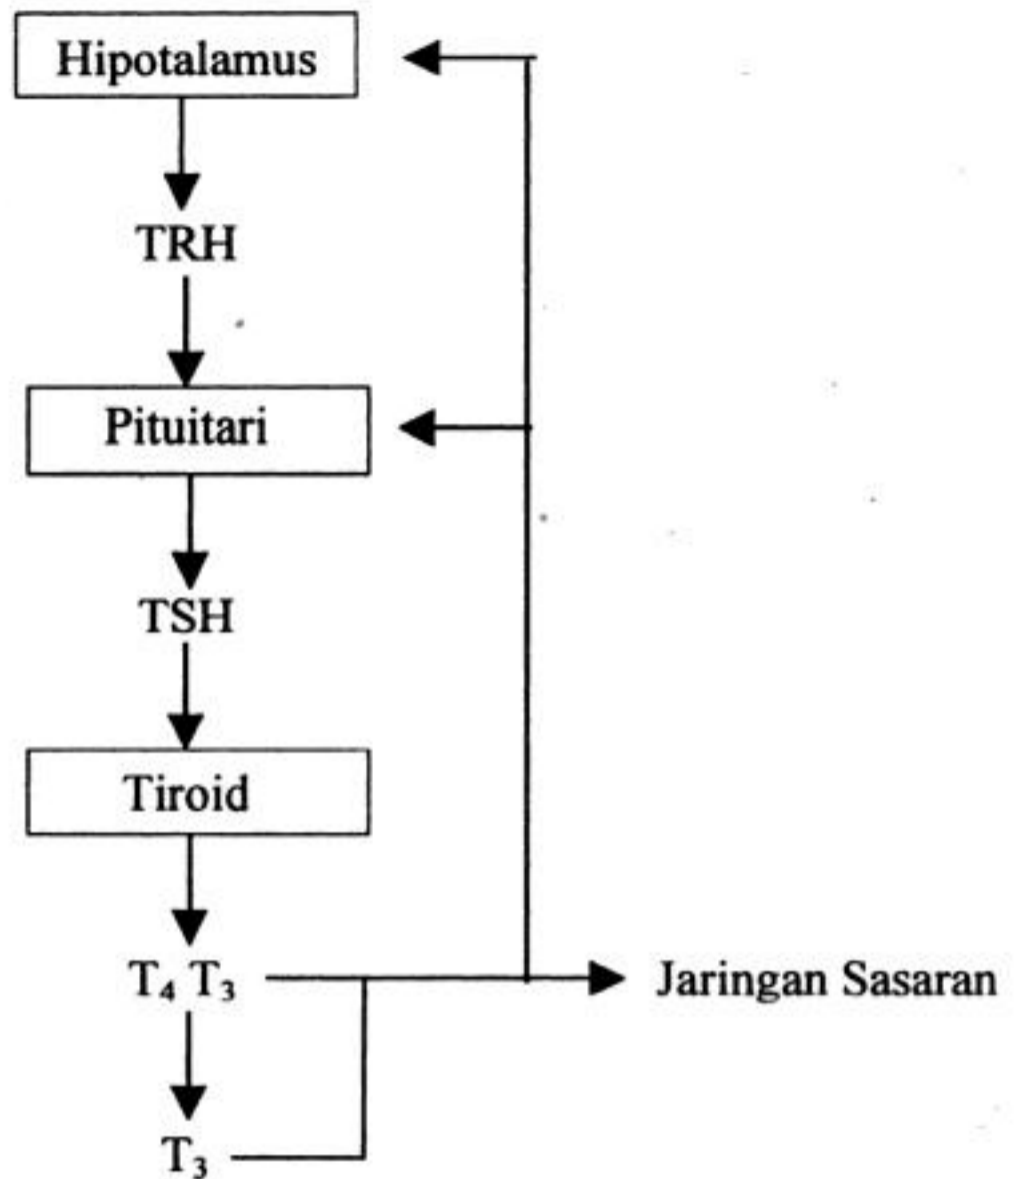 Hipotalamus
TRH
Pituitari
TSH
Tiroid
T₄ T₃
Jaringan Sasaran
T₃